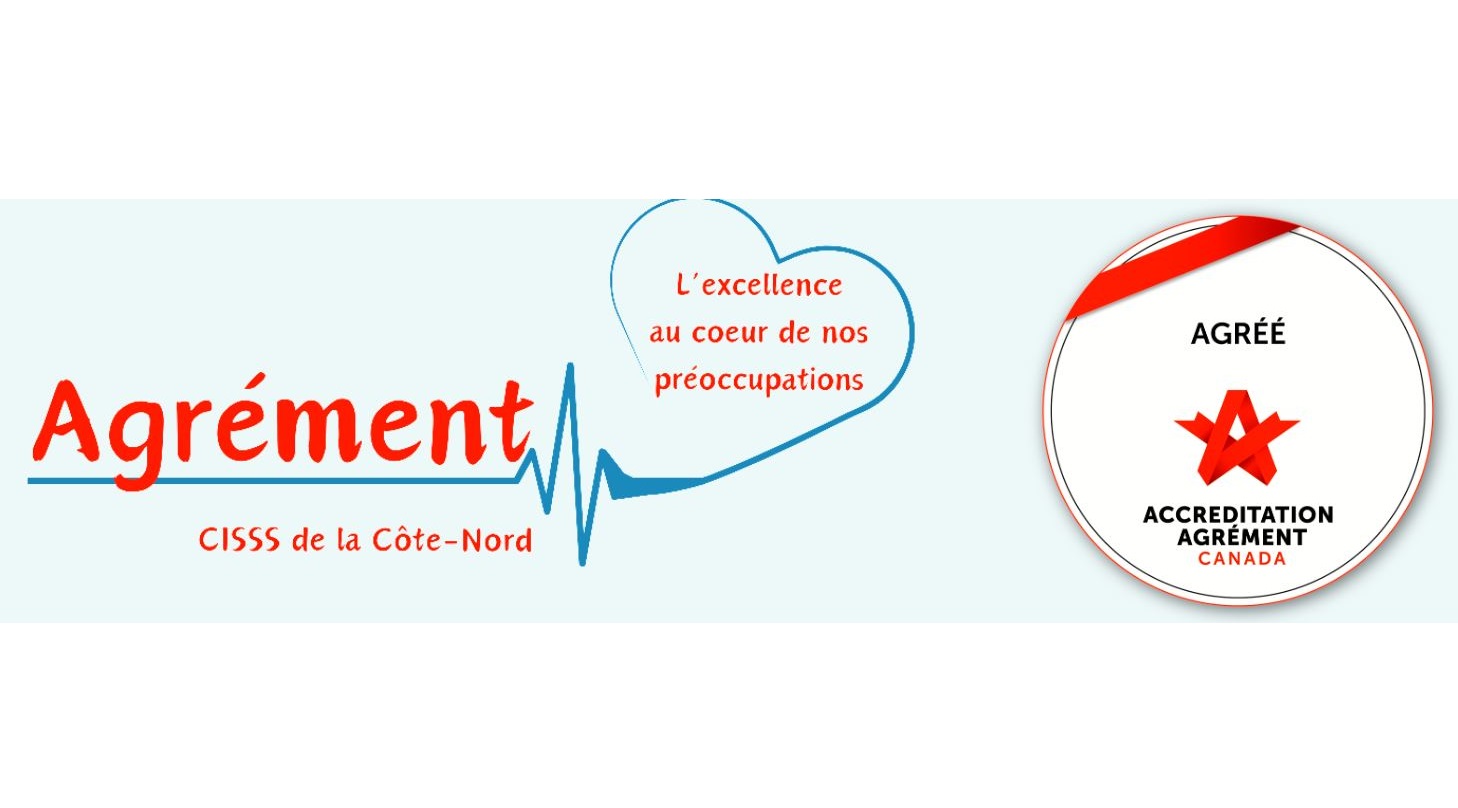 Agrément
CISSS de la Côte-Nord
L'excellence
au coeur de nos
préoccupations
AGRÉÉ
ACCREDITATION
AGRÉMENT
CANADA